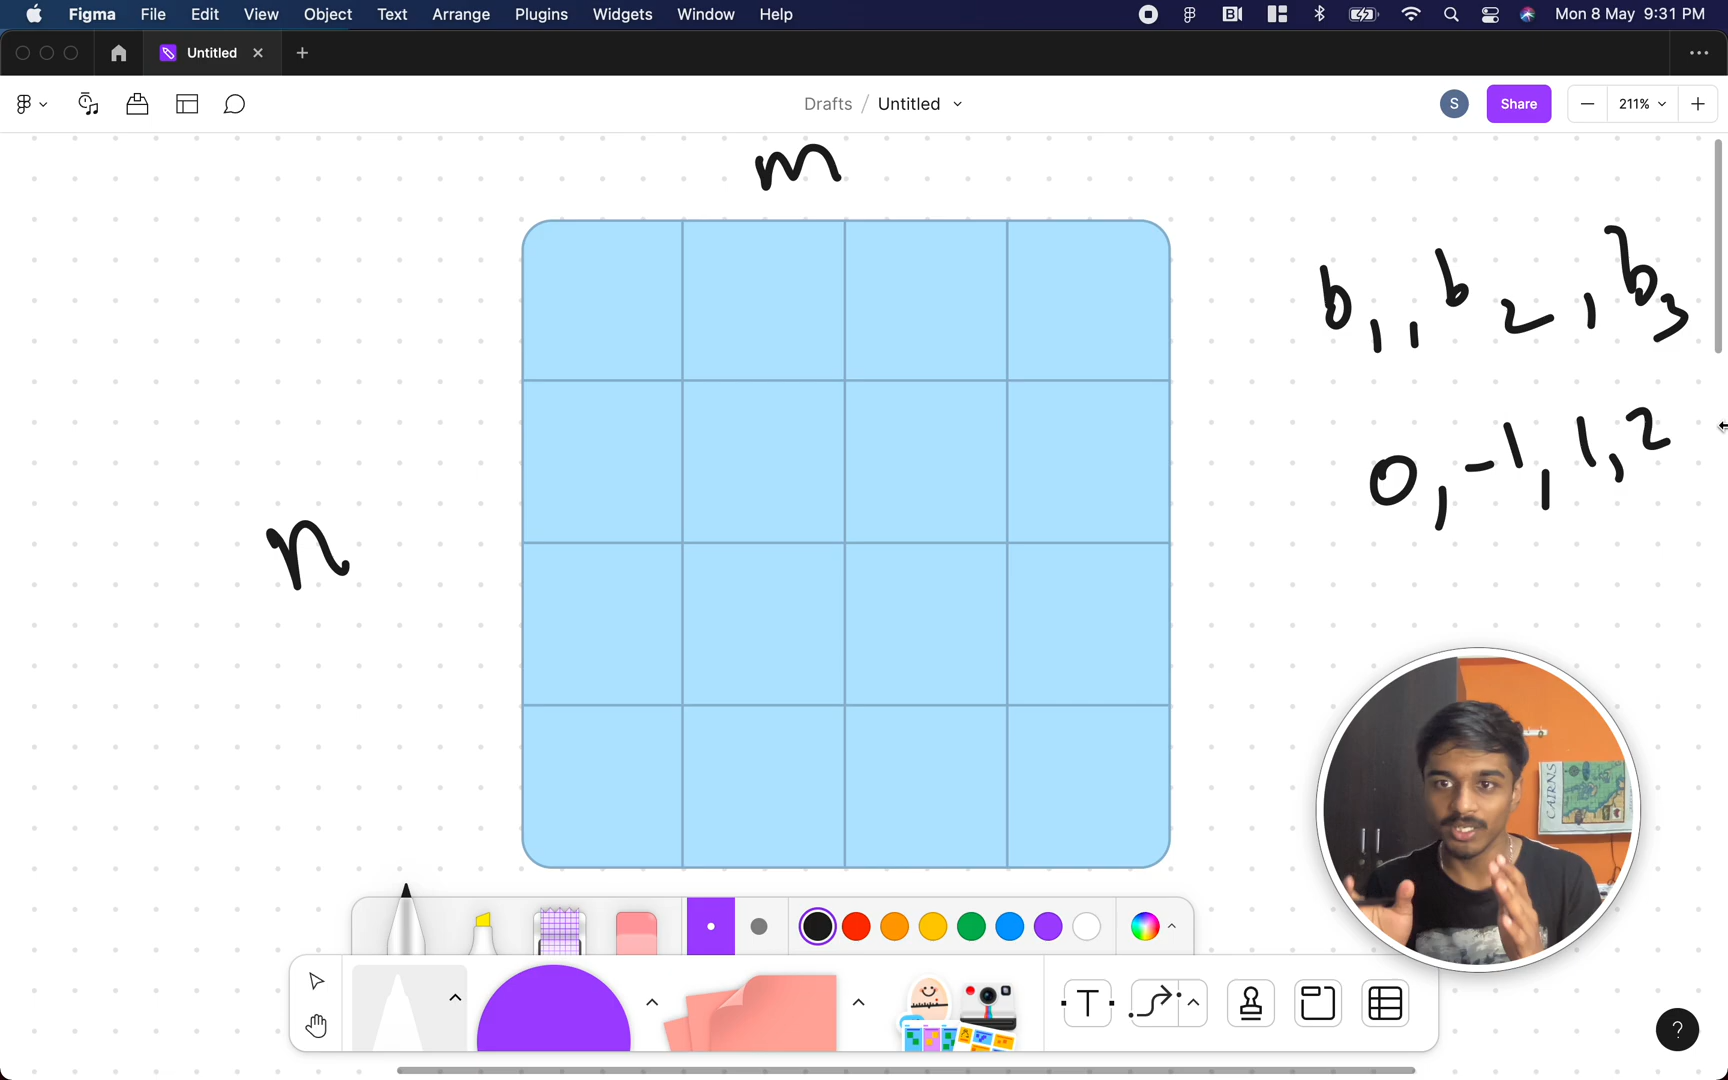 Figma File Edit View Object Text Arrange Plugins Widgets Window Help Mon 8 May 9:31 PM
Untitled
Drafts / Untitled S Share 211%
m
b1, b2, b3
0, -1, 1, 2
n
CAIRNS
T
?